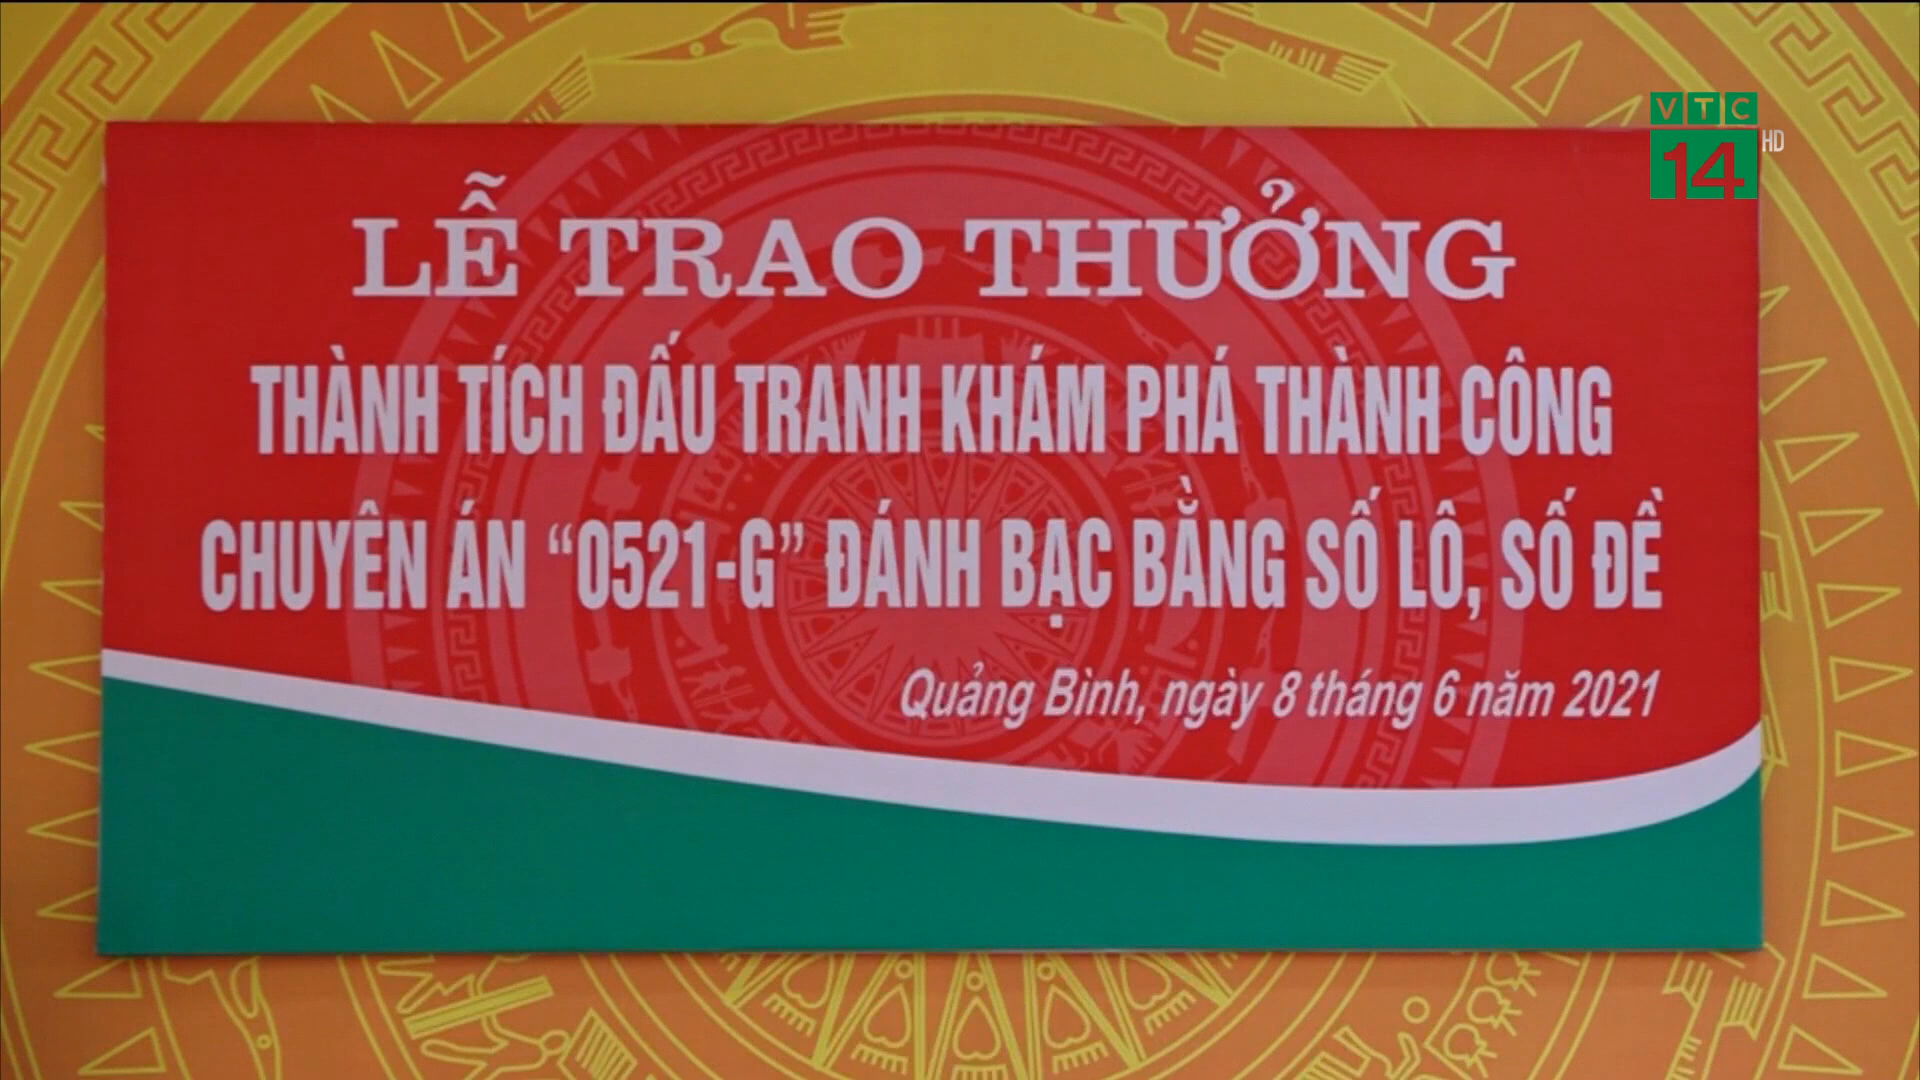 VTC
14 HD
LỄ TRAO THƯỞNG
THÀNH TÍCH ĐẤU TRANH KHÁM PHÁ THÀNH CÔNG
CHUYÊN ÁN “0521-G” ĐÁNH BẠC BẰNG SỐ LÔ, SỐ ĐỀ
Quảng Bình, ngày 8 tháng 6 năm 2021